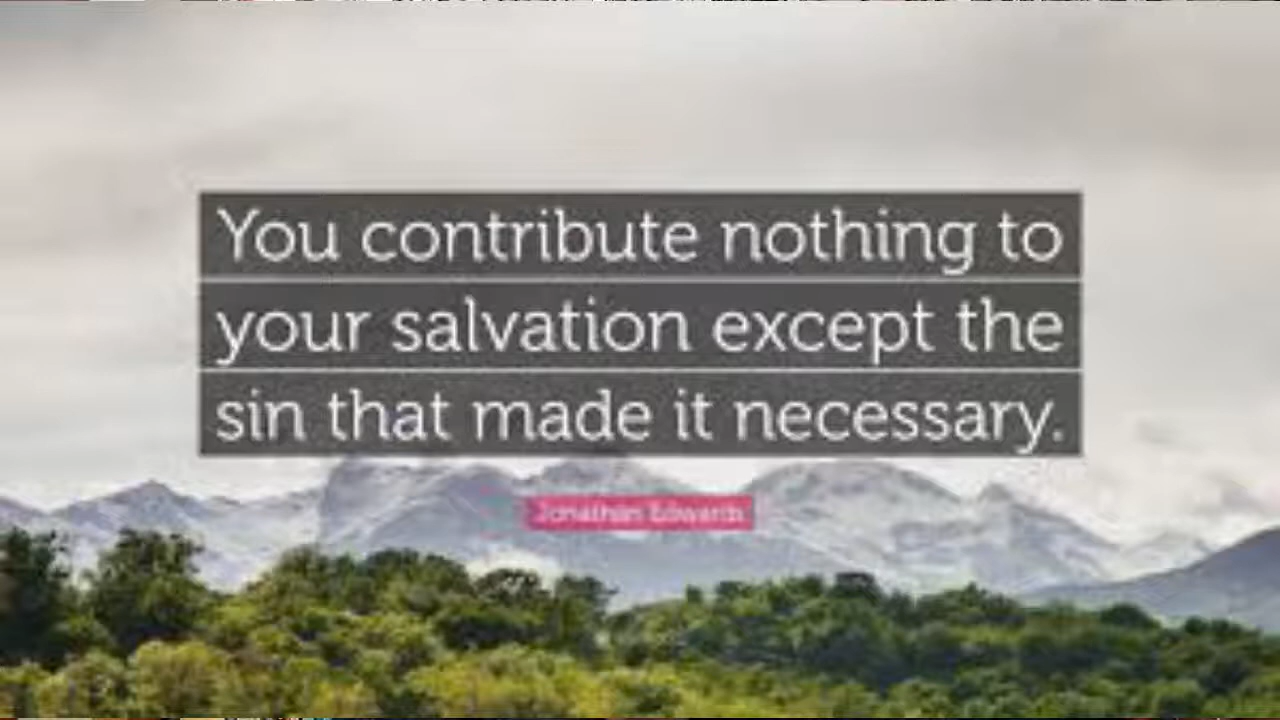 You contribute nothing to
your salvation except the
sin that made it necessary.
Jonathan Edwards